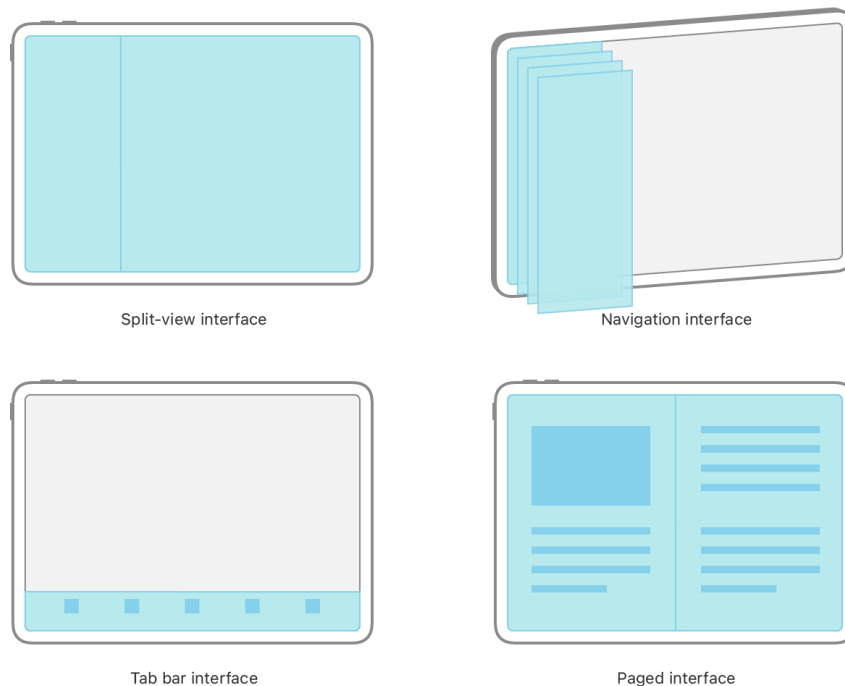 Split-view interface
Navigation interface
Tab bar interface
Paged interface